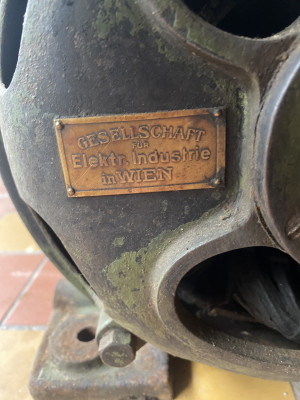 GESELLSCHAFT
FÜR
Elektr. Industrie
in WIEN